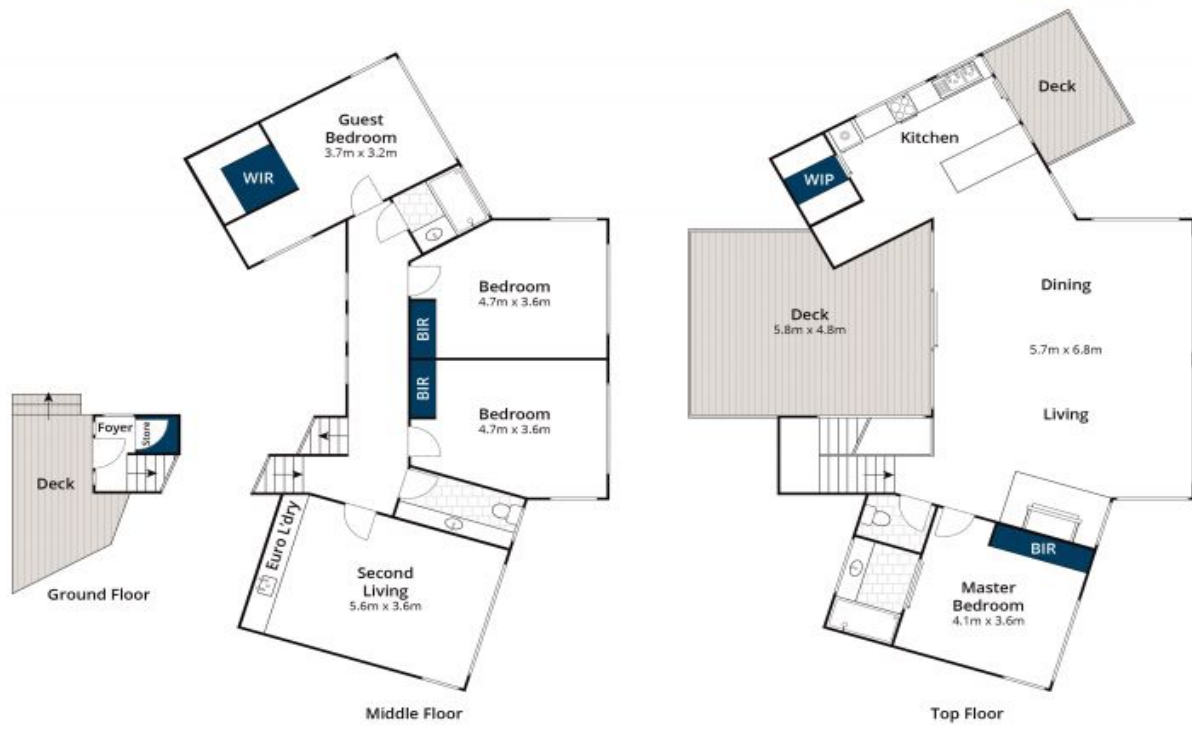 Guest
Bedroom
3.7m x 3.2m
WIR
Bedroom
4.7m x 3.6m
BIR
BIR
Bedroom
4.7m x 3.6m
Euro L'dry
Second
Living
5.6m x 3.6m
Middle Floor
Foyer
Store
Deck
Ground Floor
Deck
Kitchen
WIP
Deck
5.8m x 4.8m
Dining
5.7m x 6.8m
Living
BIR
Master
Bedroom
4.1m x 3.6m
Top Floor